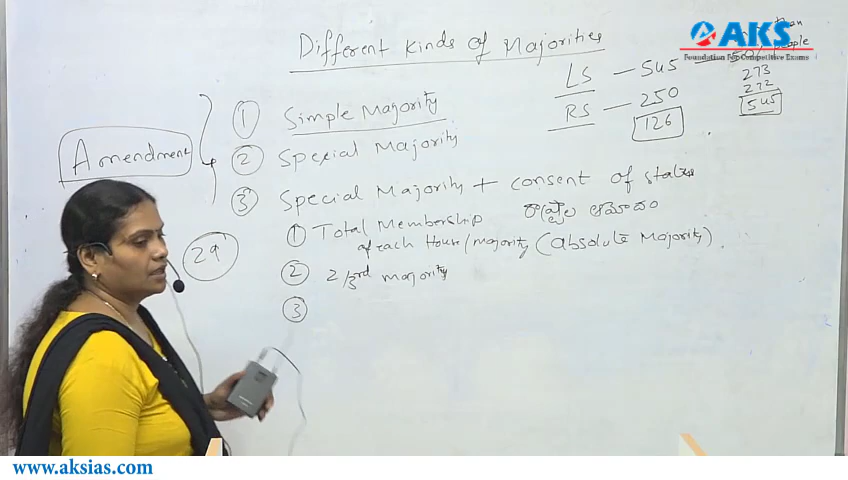 Different Kinds of Majorities
AKS
Foundation For Competitive Exams
than
people
LS - 545
273
272
545
RS - 250
126
① Simple Majority
② Special Majority
Amendment
③ Special Majority + consent of states
① Total Membership
of each House/majority (absolute Majority).
② 2/3rd majority
③
www.aksias.com